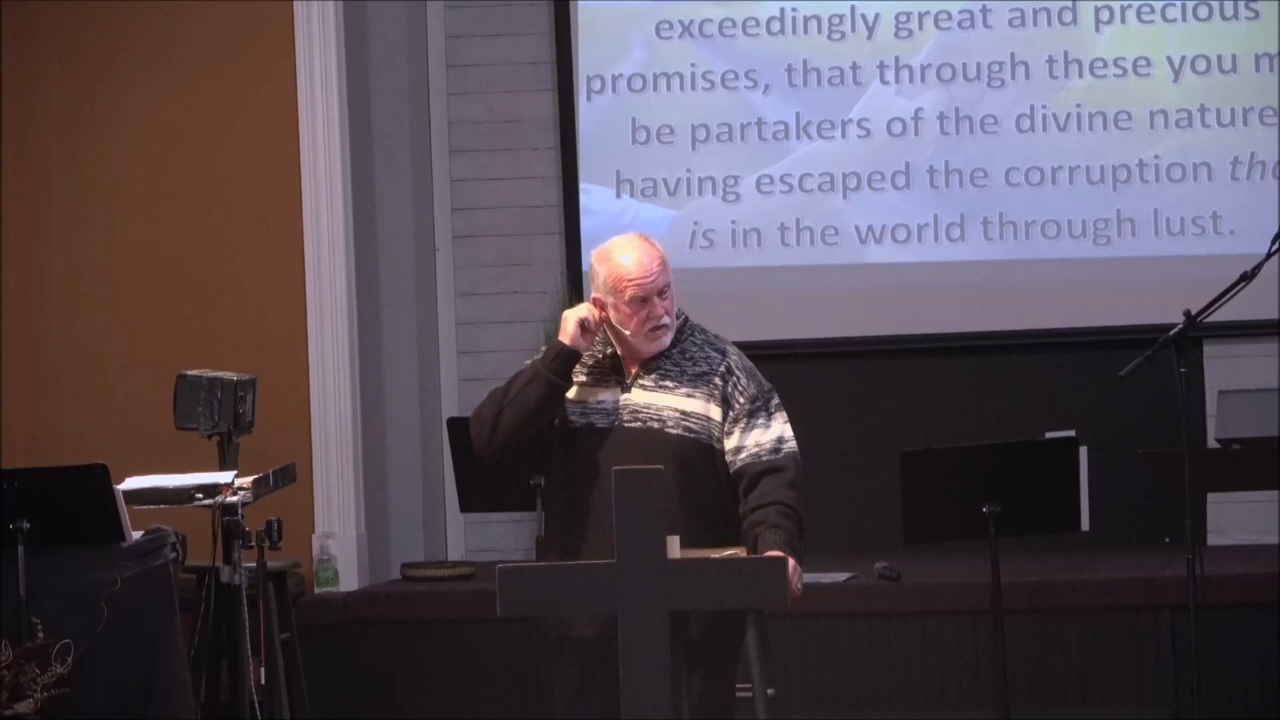 exceedingly great and precious
promises, that through these you m
be partakers of the divine nature
having escaped the corruption tha
is in the world through lust.